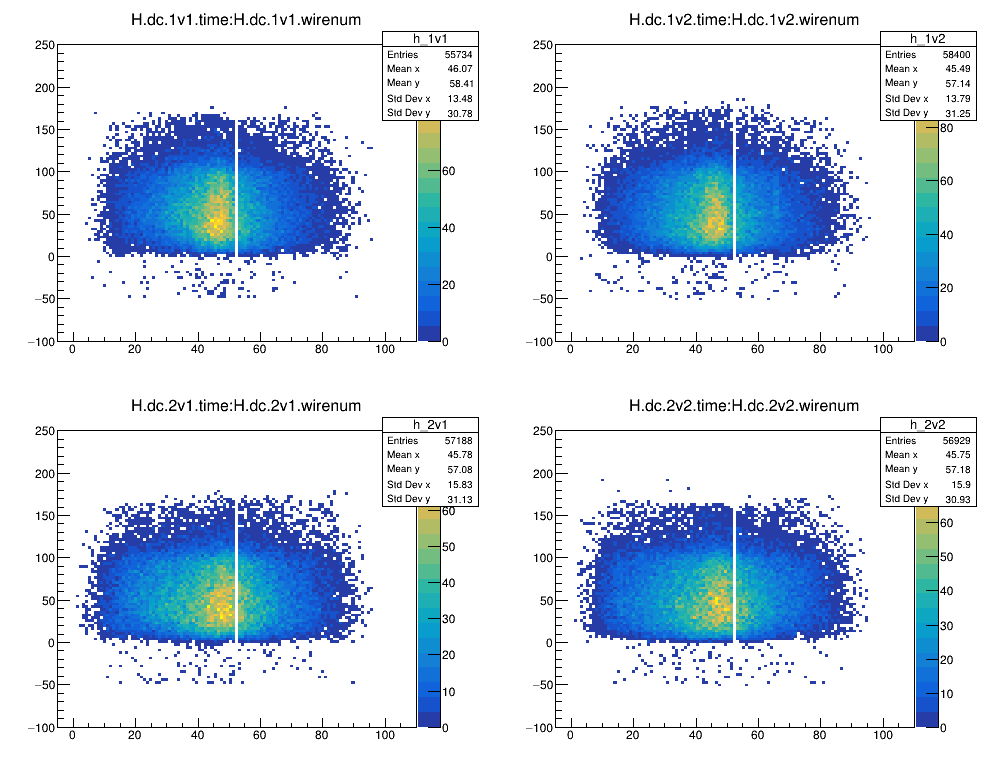 H.dc.1v1.time:H.dc.1v1.wirenum
h_1v1
Entries 55734
Mean x 46.07
Mean y 58.41
Std Dev x 13.48
Std Dev y 30.78
250
200
150
100
50
0
−50
−100
0 20 40 60 80 100
60
40
20
0
H.dc.1v2.time:H.dc.1v2.wirenum
h_1v2
Entries 58400
Mean x 45.49
Mean y 57.14
Std Dev x 13.79
Std Dev y 31.25
250
200
150
100
50
0
−50
−100
0 20 40 60 80 100
80
60
40
20
0
H.dc.2v1.time:H.dc.2v1.wirenum
h_2v1
Entries 57188
Mean x 45.78
Mean y 57.08
Std Dev x 15.83
Std Dev y 31.13
250
200
150
100
50
0
−50
−100
0 20 40 60 80 100
60
50
40
30
20
10
0
H.dc.2v2.time:H.dc.2v2.wirenum
h_2v2
Entries 56929
Mean x 45.75
Mean y 57.18
Std Dev x 15.9
Std Dev y 30.93
250
200
150
100
50
0
−50
−100
0 20 40 60 80 100
60
50
40
30
20
10
0